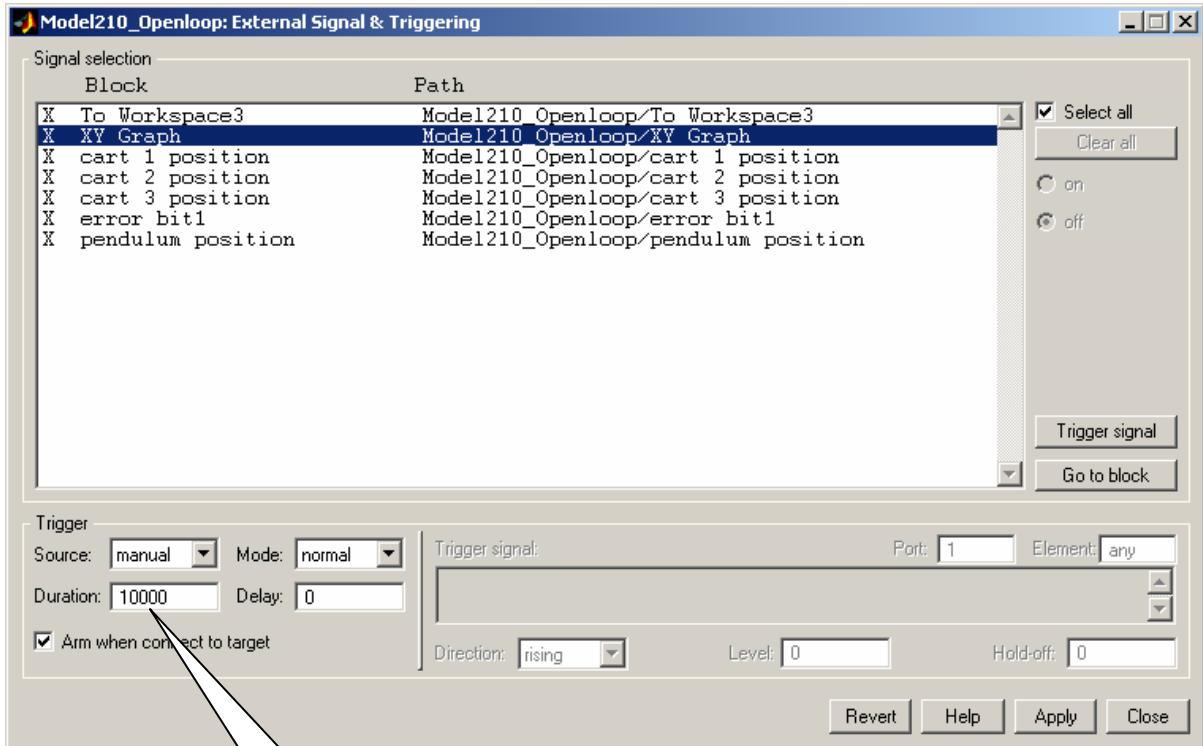 Model210_Openloop: External Signal & Triggering
Signal selection
Block Path
X To Workspace3 Model210_Openloop/To Workspace3
X XY Graph Model210_Openloop/XY Graph
X cart 1 position Model210_Openloop/cart 1 position
X cart 2 position Model210_Openloop/cart 2 position
X cart 3 position Model210_Openloop/cart 3 position
X error bit1 Model210_Openloop/error bit1
X pendulum position Model210_Openloop/pendulum position
Select all
Clear all
on
off
Trigger signal
Go to block
Trigger
Source: manual Mode: normal
Duration: 10000 Delay: 0
Arm when connect to target
Trigger signal: Port: 1 Element: any
Direction: rising Level: 0 Hold-off: 0
Revert Help Apply Close